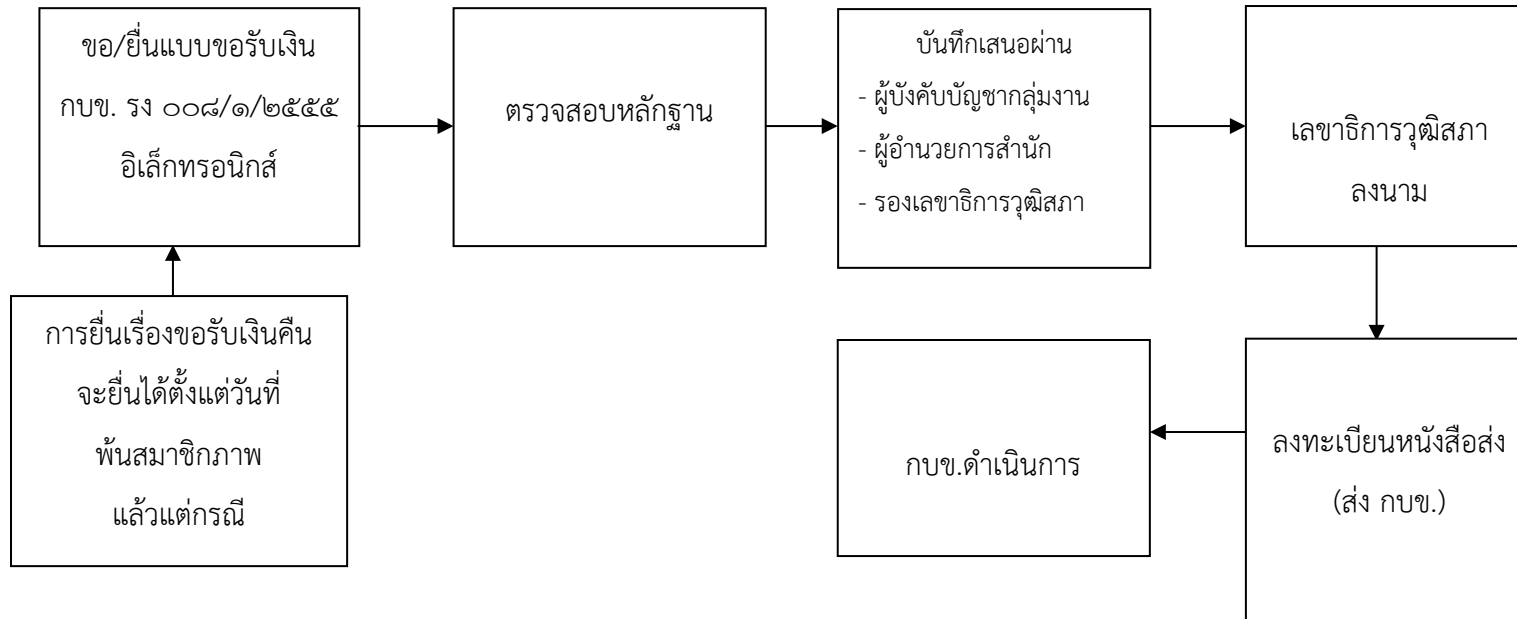 ขอ/ยื่นแบบขอรับเงิน
กบข. รง ๐๐๘/๑/๒๕๕๕
อิเล็กทรอนิกส์
ตรวจสอบหลักฐาน
บันทึกเสนอผ่าน
- ผู้บังคับบัญชากลุ่มงาน
- ผู้อำนวยการสำนัก
- รองเลขาธิการวุฒิสภา
เลขาธิการวุฒิสภา
ลงนาม
การยื่นเรื่องขอรับเงินคืน
จะยื่นได้ตั้งแต่วันที่
พ้นสมาชิกภาพ
แล้วแต่กรณี
กบข.ดำเนินการ
ลงทะเบียนหนังสือส่ง
(ส่ง กบข.)